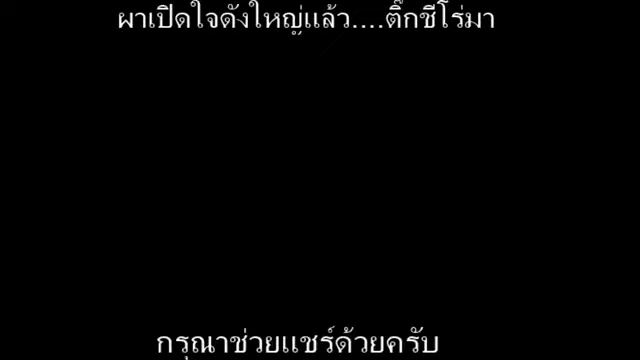 ผาเปิดใจดังใหญ่แล้ว....ติ๊กชีโร่มา
กรุณาช่วยแชร์ด้วยครับ